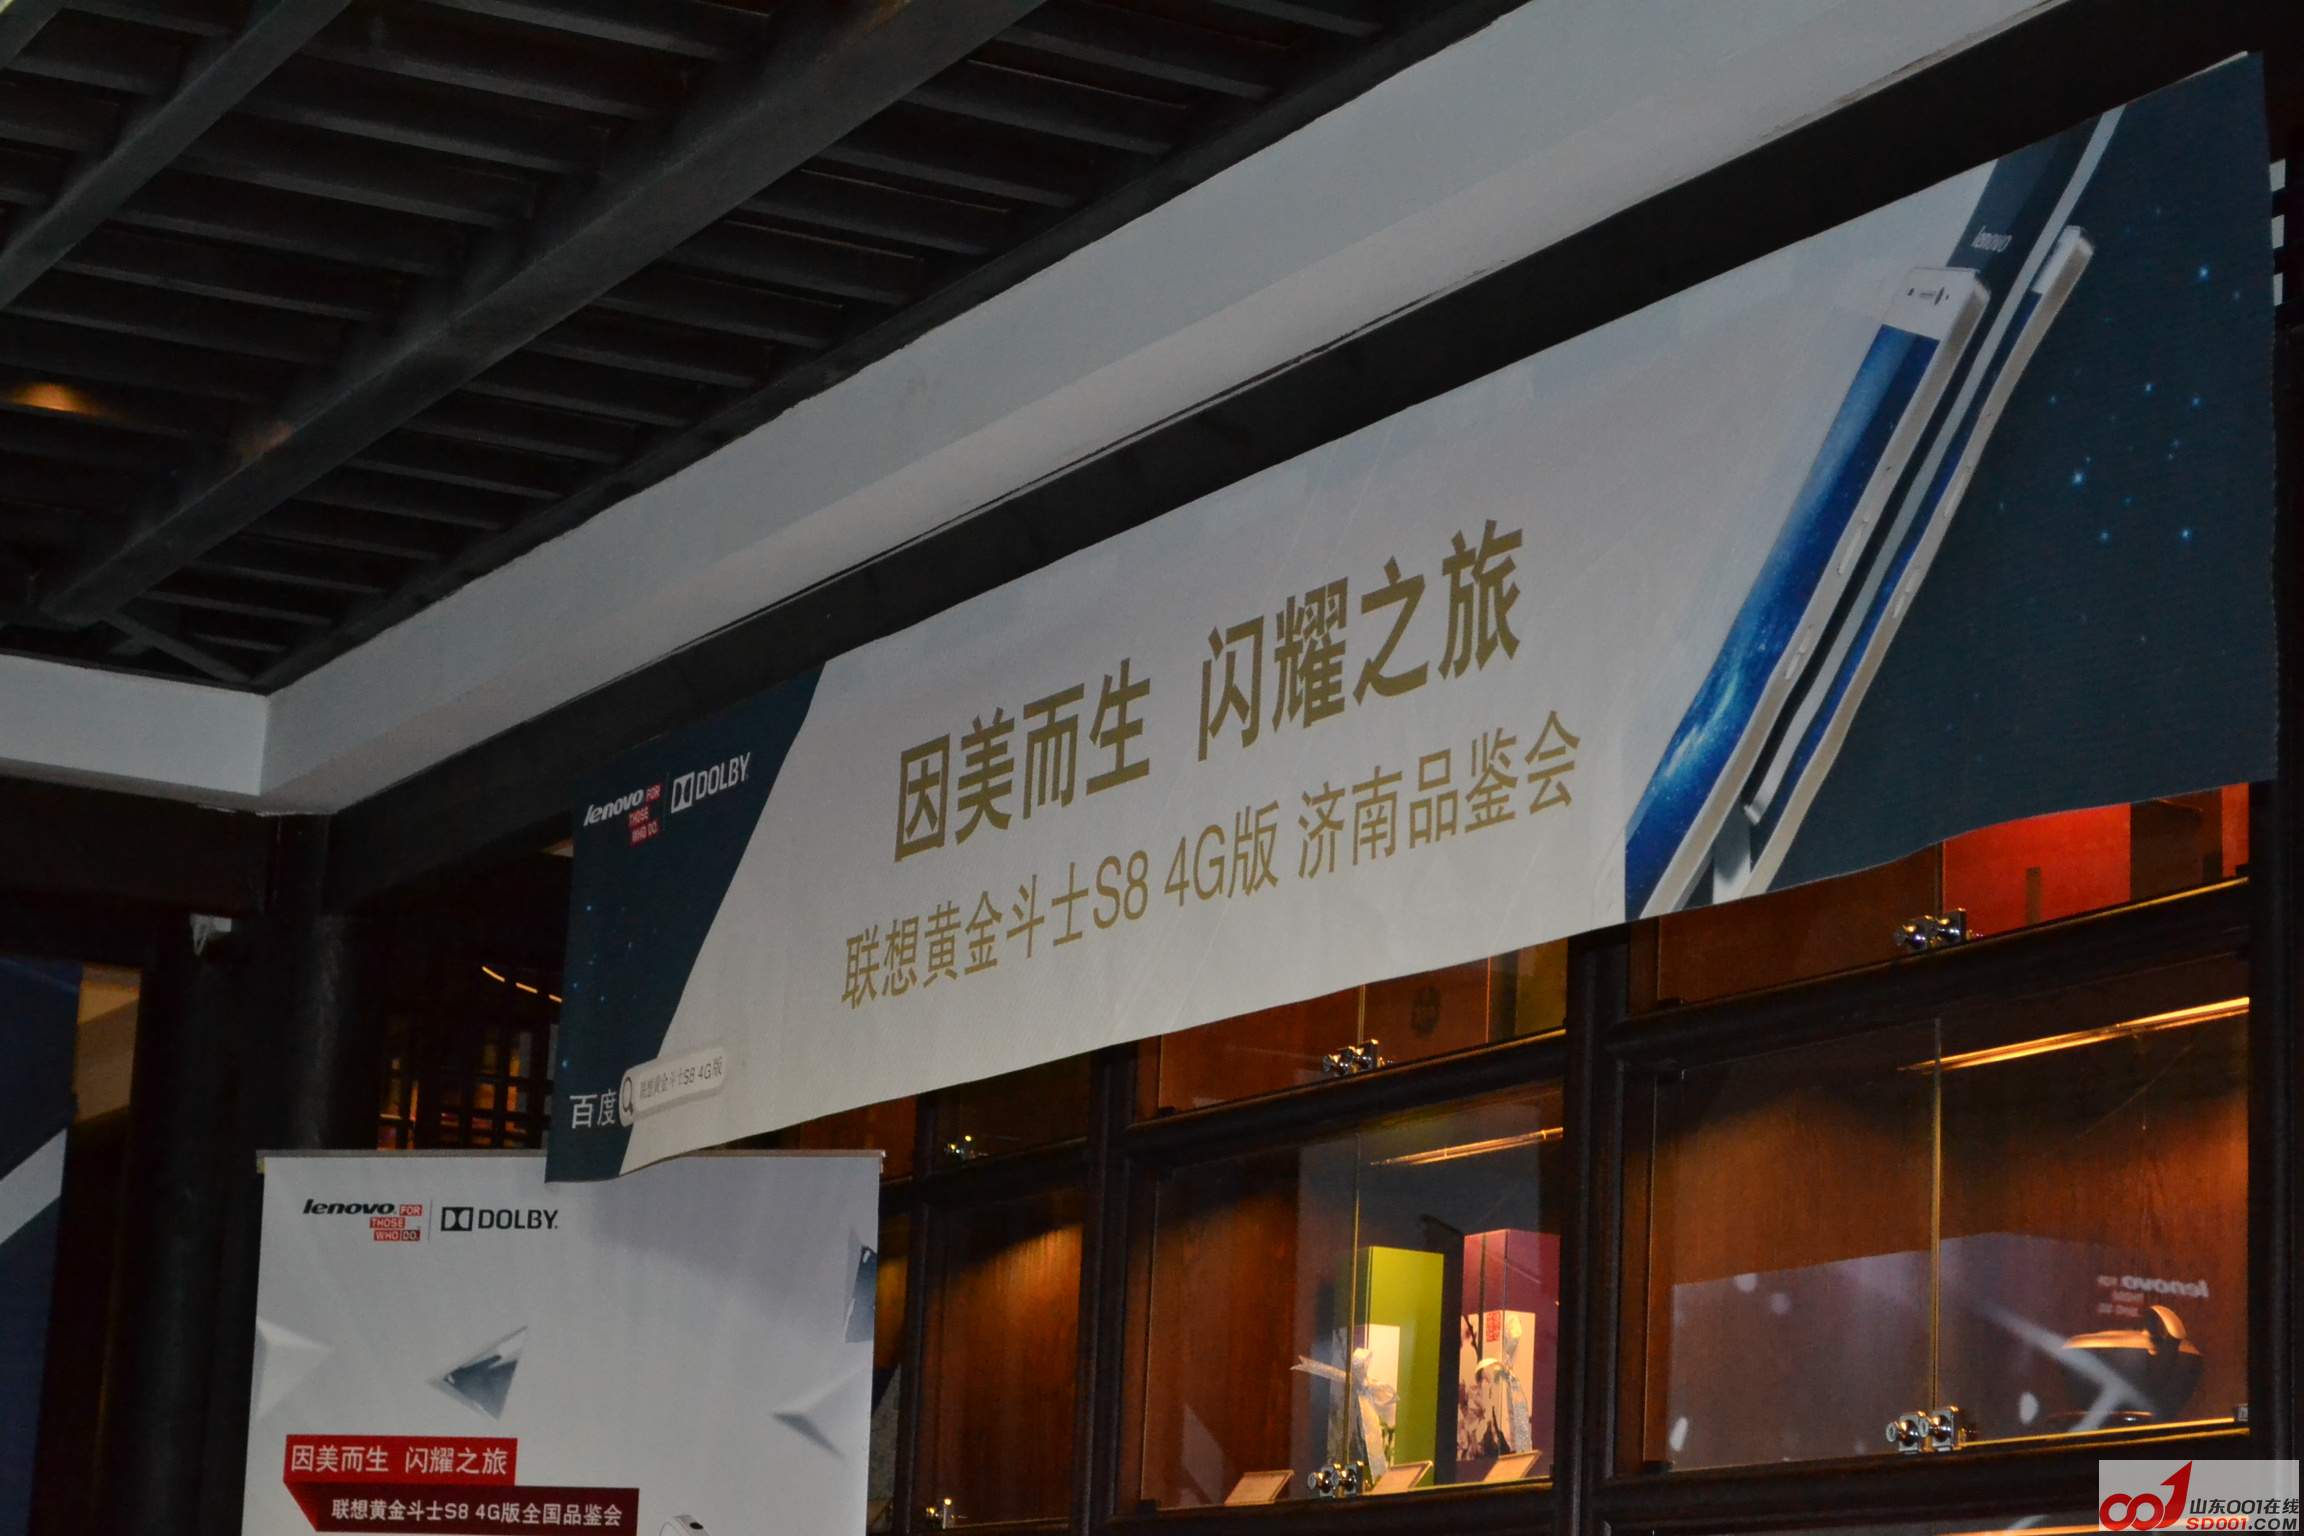 lenovo
lenovo FOR THOSE WHO DO.
DOLBY
因美而生 闪耀之旅
联想黄金斗士S8 4G版 济南品鉴会
百度 联想黄金斗士S8 4G版
lenovo FOR THOSE WHO DO.
DOLBY
因美而生 闪耀之旅
联想黄金斗士S8 4G版全国品鉴会
lenovo
山东001在线
SD001.COM